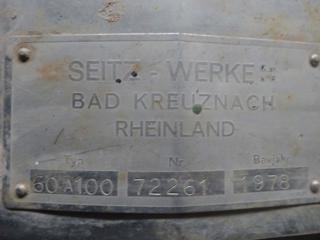 SEITZ-WERKE
BAD KREUZNACH
RHEINLAND
Typ Nr. Baujahr
60A100 72261 1978